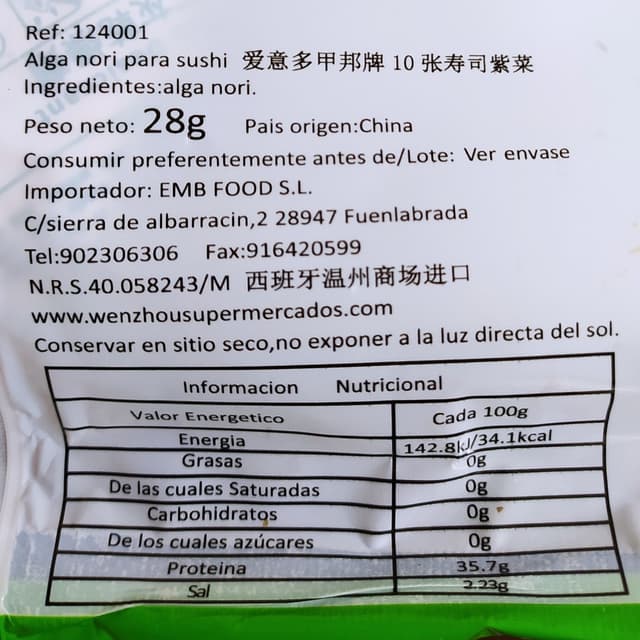 Ref: 124001
Alga nori para sushi 爱意多甲邦牌 10 张寿司紫菜
Ingredientes:alga nori.
Peso neto: 28g Pais origen:China
Consumir preferentemente antes de/Lote: Ver envase
Importador: EMB FOOD S.L.
C/sierra de albarracin,2 28947 Fuenlabrada
Tel:902306306 Fax:916420599
N.R.S.40.058243/M 西班牙温州商场进口
www.wenzhousupermercados.com
Conservar en sitio seco,no exponer a la luz directa del sol.
Informacion Nutricional
Valor Energetico Cada 100g
Energia 142.8kJ/34.1kcal
Grasas 0g
De las cuales Saturadas 0g
Carbohidratos 0g
De los cuales azúcares 0g
Proteina 35.7g
Sal 2.23g